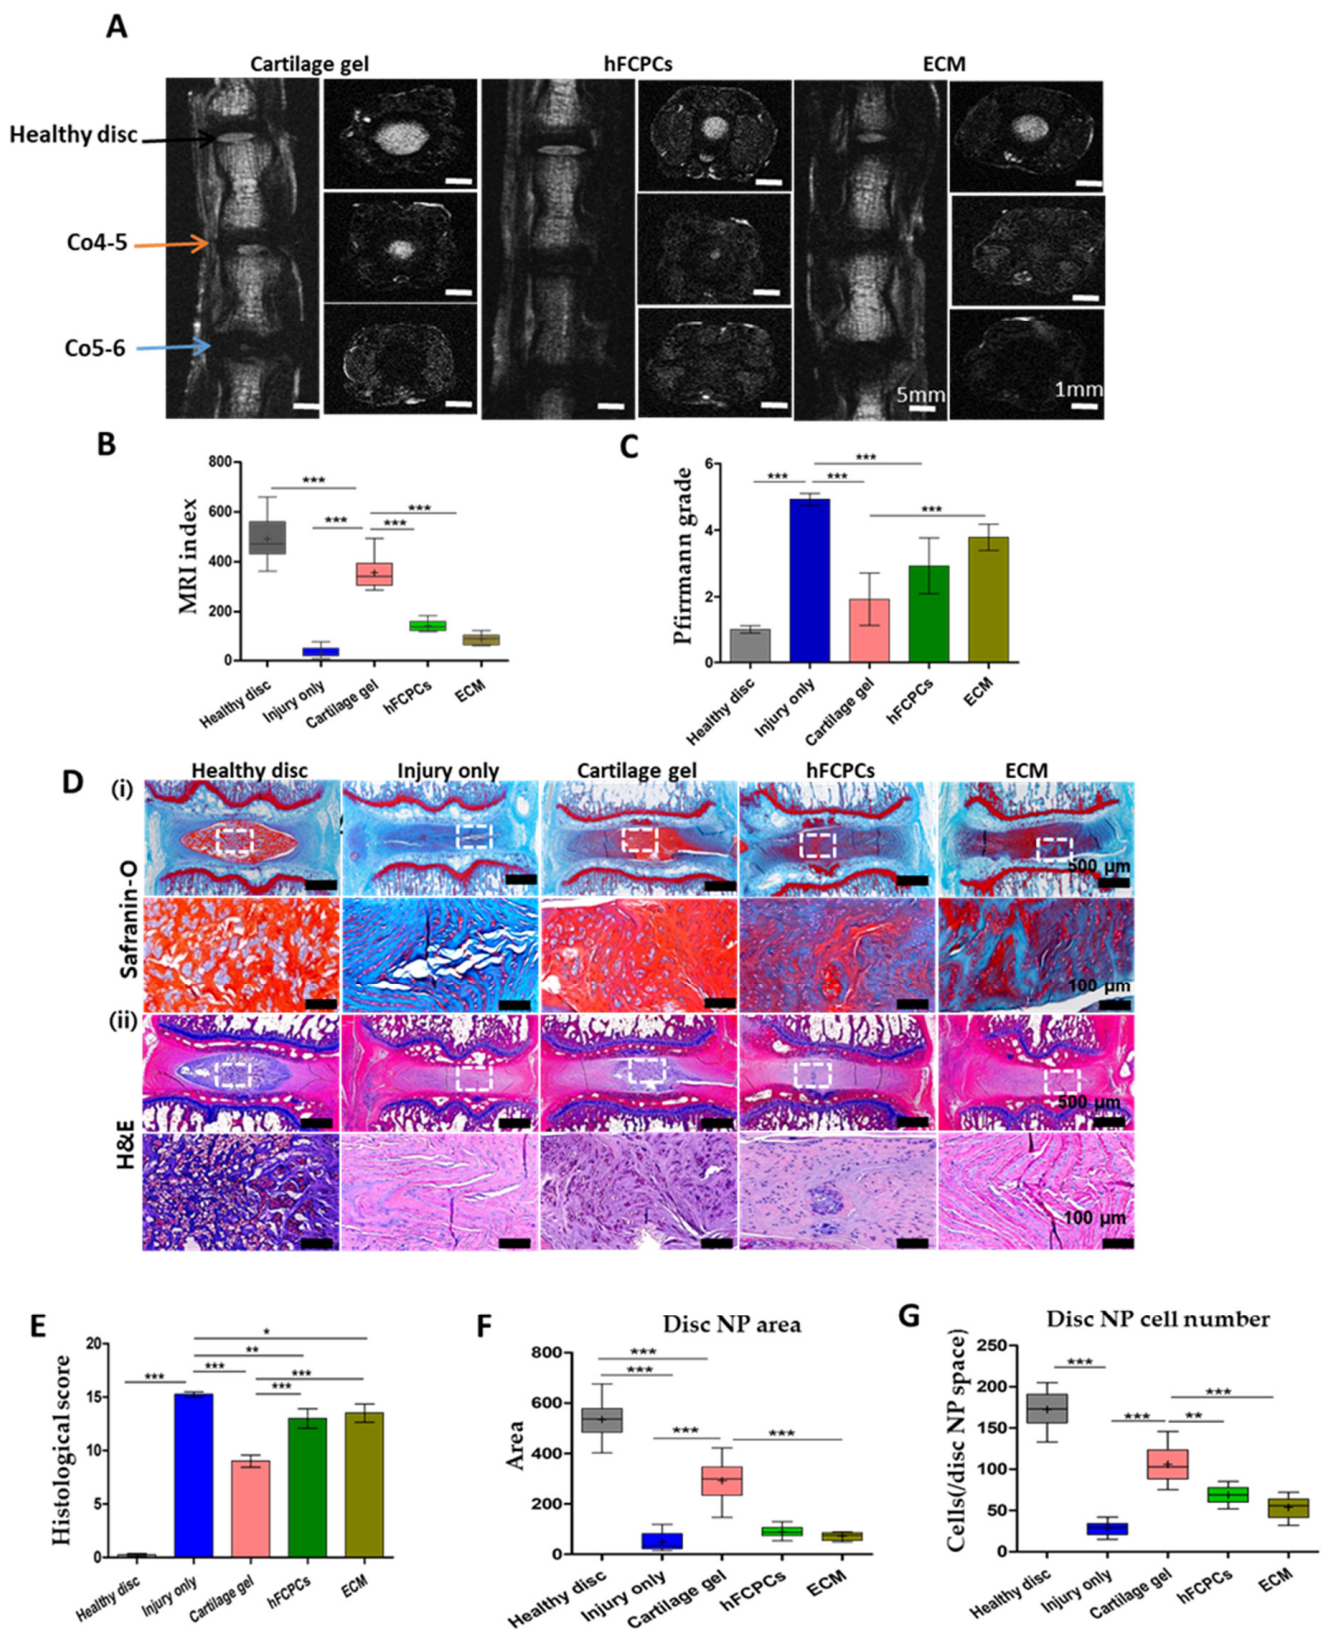 A
Cartilage gel hFCPCs ECM
Healthy disc
Co4-5
Co5-6
5mm 1mm
B
MRI index
800
600
400
200
0
*** *** *** ***
Healthy disc Injury only Cartilage gel hFCPCs ECM
C
Pfirrmann grade
6
4
2
0
*** *** *** ***
Healthy disc Injury only Cartilage gel hFCPCs ECM
D
Healthy disc Injury only Cartilage gel hFCPCs ECM
(i)
Safranin-O
500 µm
100 µm
(ii)
H&E
500 µm
100 µm
E
Histological score
20
15
10
5
0
*
**
*** *** *** ***
Healthy disc Injury only Cartilage gel hFCPCs ECM
F
Disc NP area
Area
800
600
400
200
0
*** *** *** ***
Healthy disc Injury only Cartilage gel hFCPCs ECM
G
Disc NP cell number
Cells(/disc NP space)
250
200
150
100
50
0
*** *** ** ***
Healthy disc Injury only Cartilage gel hFCPCs ECM